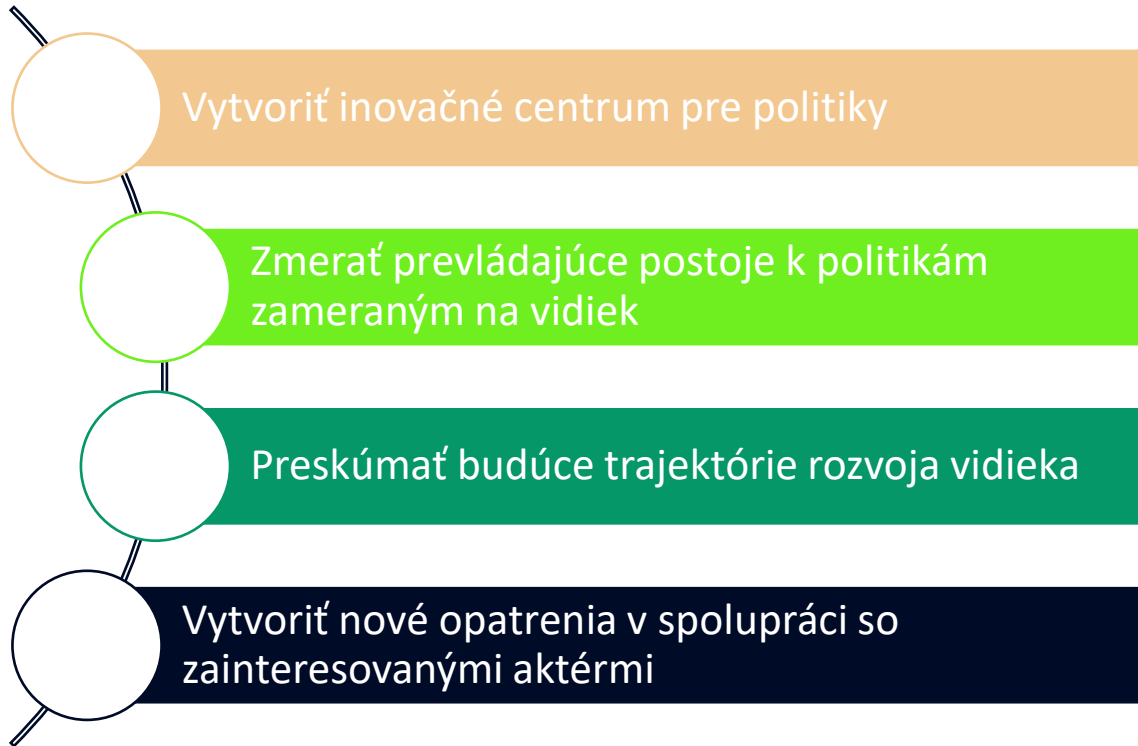 Vytvoriť inovačné centrum pre politiky
Zmerať prevládajúce postoje k politikám
zameraným na vidiek
Preskúmať budúce trajektórie rozvoja vidieka
Vytvoriť nové opatrenia v spolupráci so
zainteresovanými aktérmi